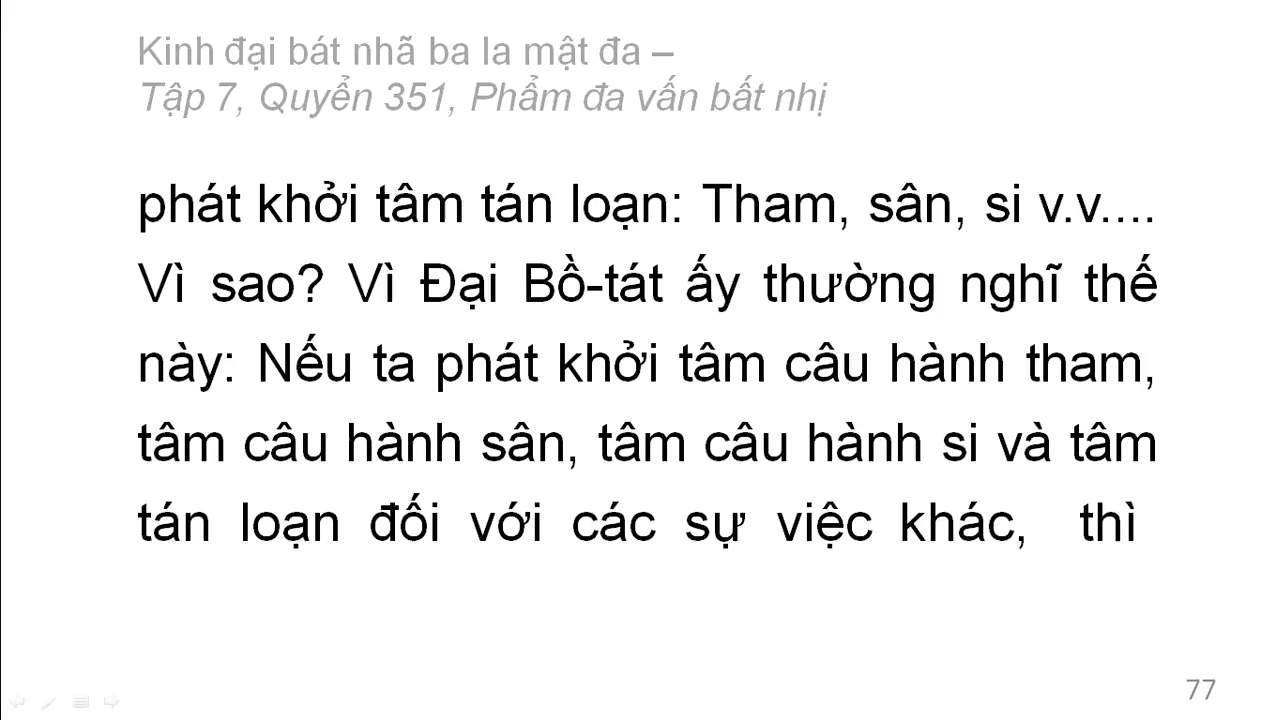 Kinh đại bát nhã ba la mật đa –
Tập 7, Quyển 351, Phẩm đa vấn bất nhị
phát khởi tâm tán loạn: Tham, sân, si v.v....
Vì sao? Vì Đại Bồ-tát ấy thường nghĩ thế
này: Nếu ta phát khởi tâm câu hành tham,
tâm câu hành sân, tâm câu hành si và tâm
tán loạn đối với các sự việc khác, thì
77